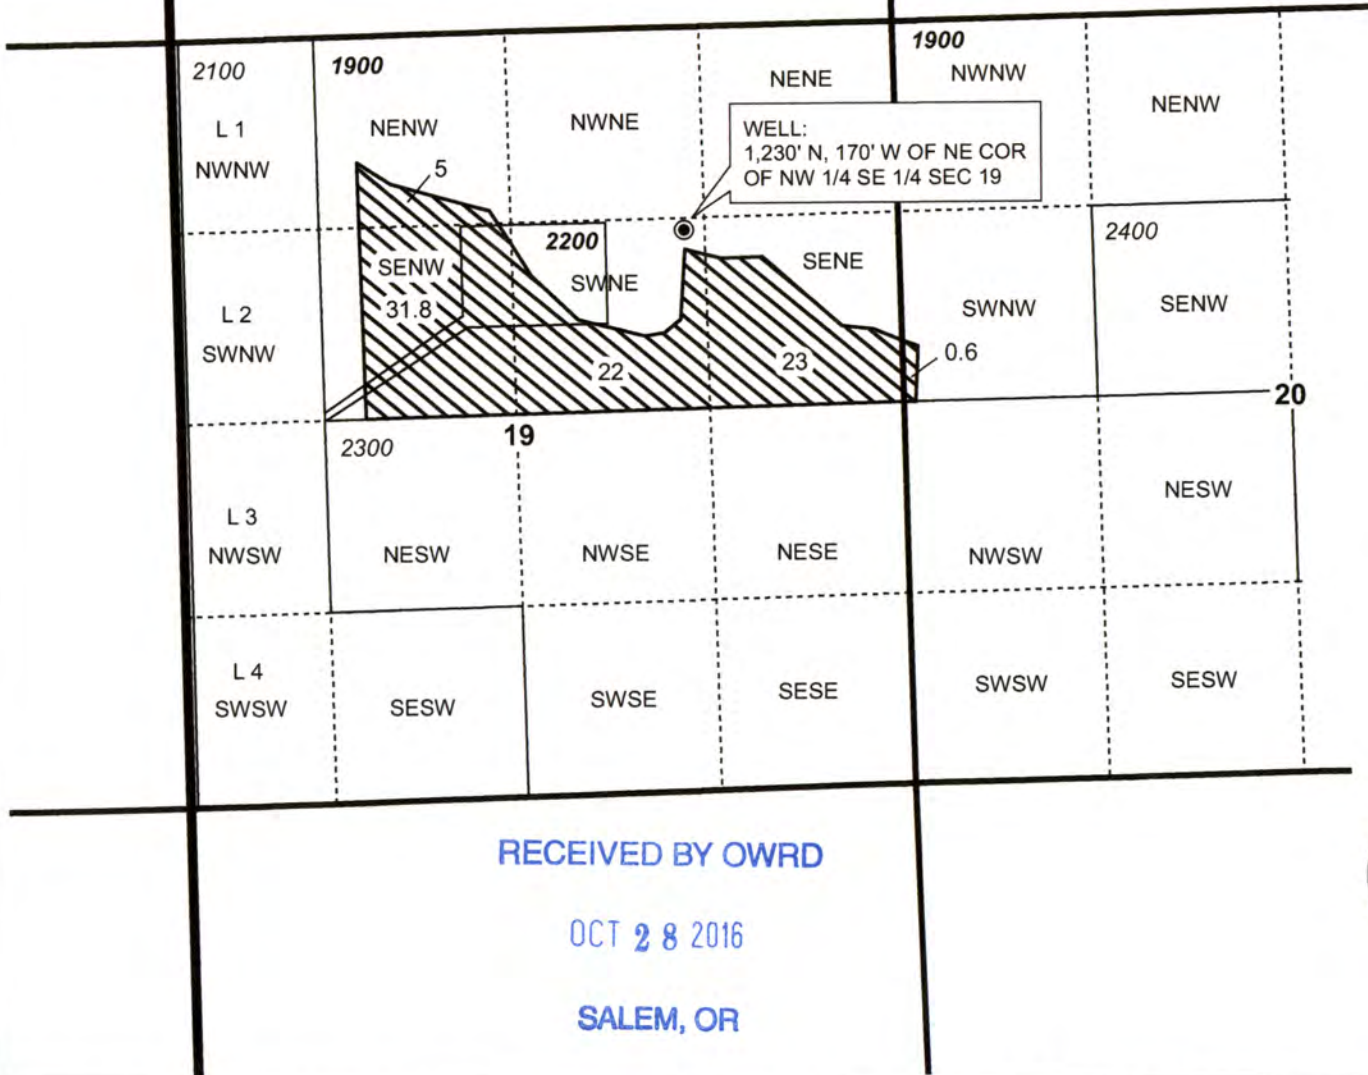 2100
1900
1900
NENE
NWNW
NENW
L 1
NENW
NWNE
NWNW
WELL:
1,230' N, 170' W OF NE COR
OF NW 1/4 SE 1/4 SEC 19
5
2200
2400
SENW
SWNE
SENE
31.8
L 2
SWNW
SWNW
SENW
22
23
0.6
20
2300
19
L 3
NWSW
NESW
NWSE
NESE
NWSW
NESW
L 4
SWSW
SESW
SWSE
SESE
SWSW
SESW
RECEIVED BY OWRD
OCT 28 2016
SALEM, OR